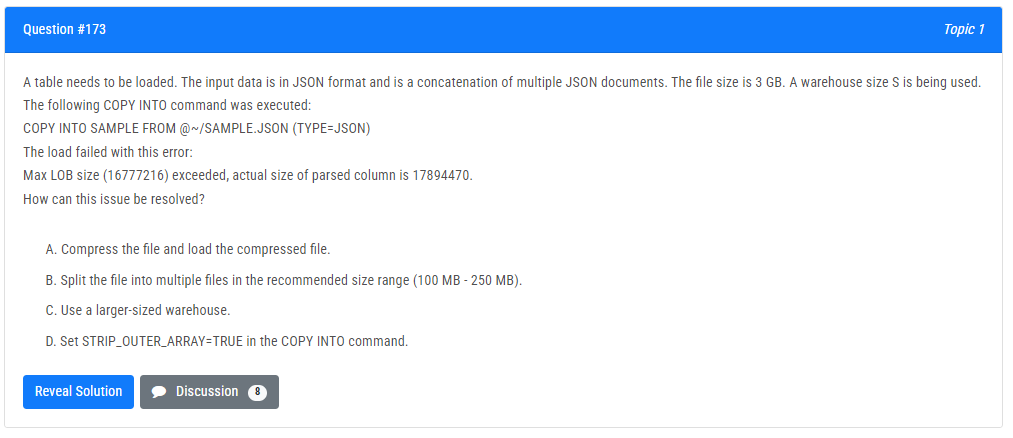 Question #173
Topic 1
A table needs to be loaded. The input data is in JSON format and is a concatenation of multiple JSON documents. The file size is 3 GB. A warehouse size S is being used.
The following COPY INTO command was executed:
COPY INTO SAMPLE FROM @~/SAMPLE.JSON (TYPE=JSON)
The load failed with this error:
Max LOB size (16777216) exceeded, actual size of parsed column is 17894470.
How can this issue be resolved?
A. Compress the file and load the compressed file.
B. Split the file into multiple files in the recommended size range (100 MB - 250 MB).
C. Use a larger-sized warehouse.
D. Set STRIP_OUTER_ARRAY=TRUE in the COPY INTO command.
Reveal Solution
Discussion 8